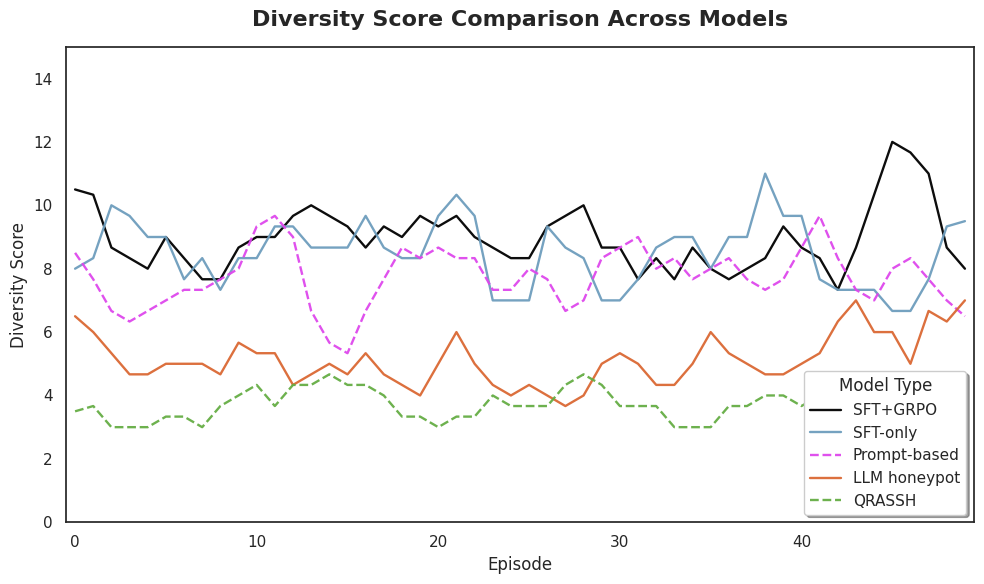 Diversity Score Comparison Across Models
Diversity Score
14
12
10
8
6
4
2
0
0 10 20 30 40
Episode
Model Type
SFT+GRPO
SFT-only
Prompt-based
LLM honeypot
QRASSH